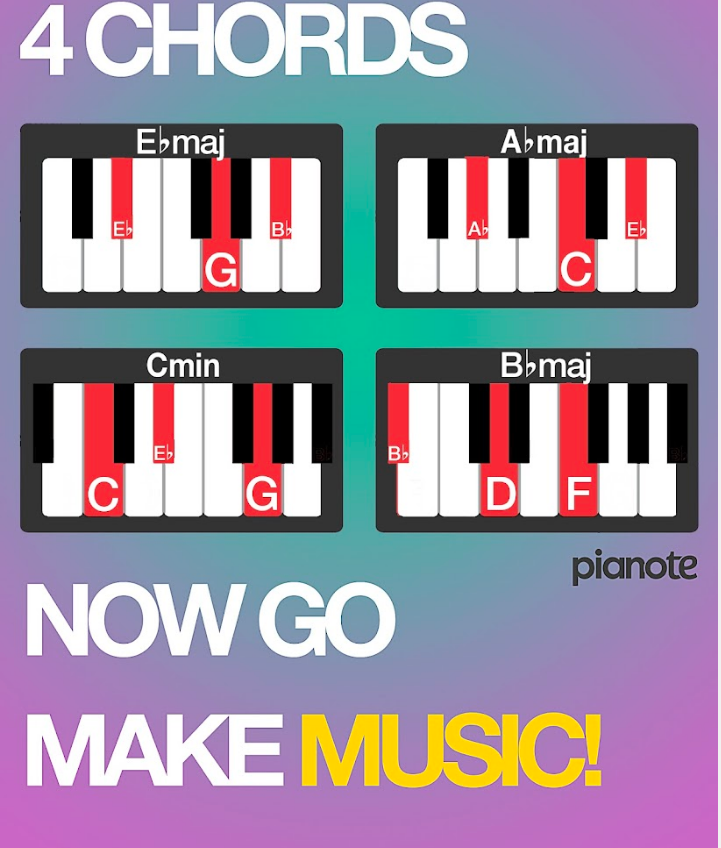 4 CHORDS
E♭maj
E♭ G B♭
A♭maj
A♭ C E♭
Cmin
C E♭ G
B♭maj
B♭ D F
pianote
NOW GO
MAKE MUSIC!